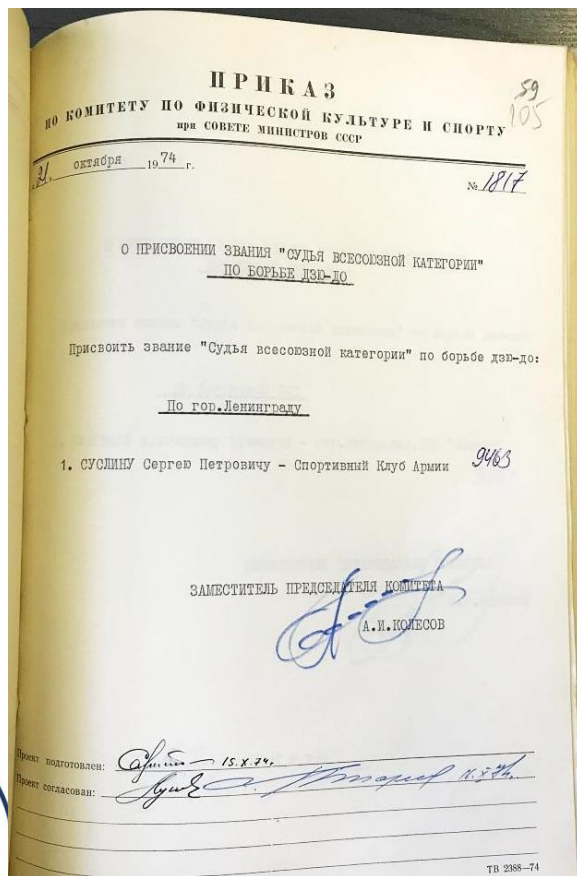 59
105
ПРИКАЗ
ПО КОМИТЕТУ ПО ФИЗИЧЕСКОЙ КУЛЬТУРЕ И СПОРТУ
при СОВЕТЕ МИНИСТРОВ СССР
21. октября 1974 г.
№ 1817
О ПРИСВОЕНИИ ЗВАНИЯ "СУДЬЯ ВСЕСОЮЗНОЙ КАТЕГОРИИ"
ПО БОРЬБЕ ДЗЮ-ДО
Присвоить звание "Судья всесоюзной категории" по борьбе дзю-до:
По гор.Ленинграду
1. СУСЛИНУ Сергею Петровичу - Спортивный Клуб Армии 9463
ЗАМЕСТИТЕЛЬ ПРЕДСЕДАТЕЛЯ КОМИТЕТА
А.И.КОЛЕСОВ
Проект подготовлен: 15.X.74.
Проект согласован:
ТВ 2388—74